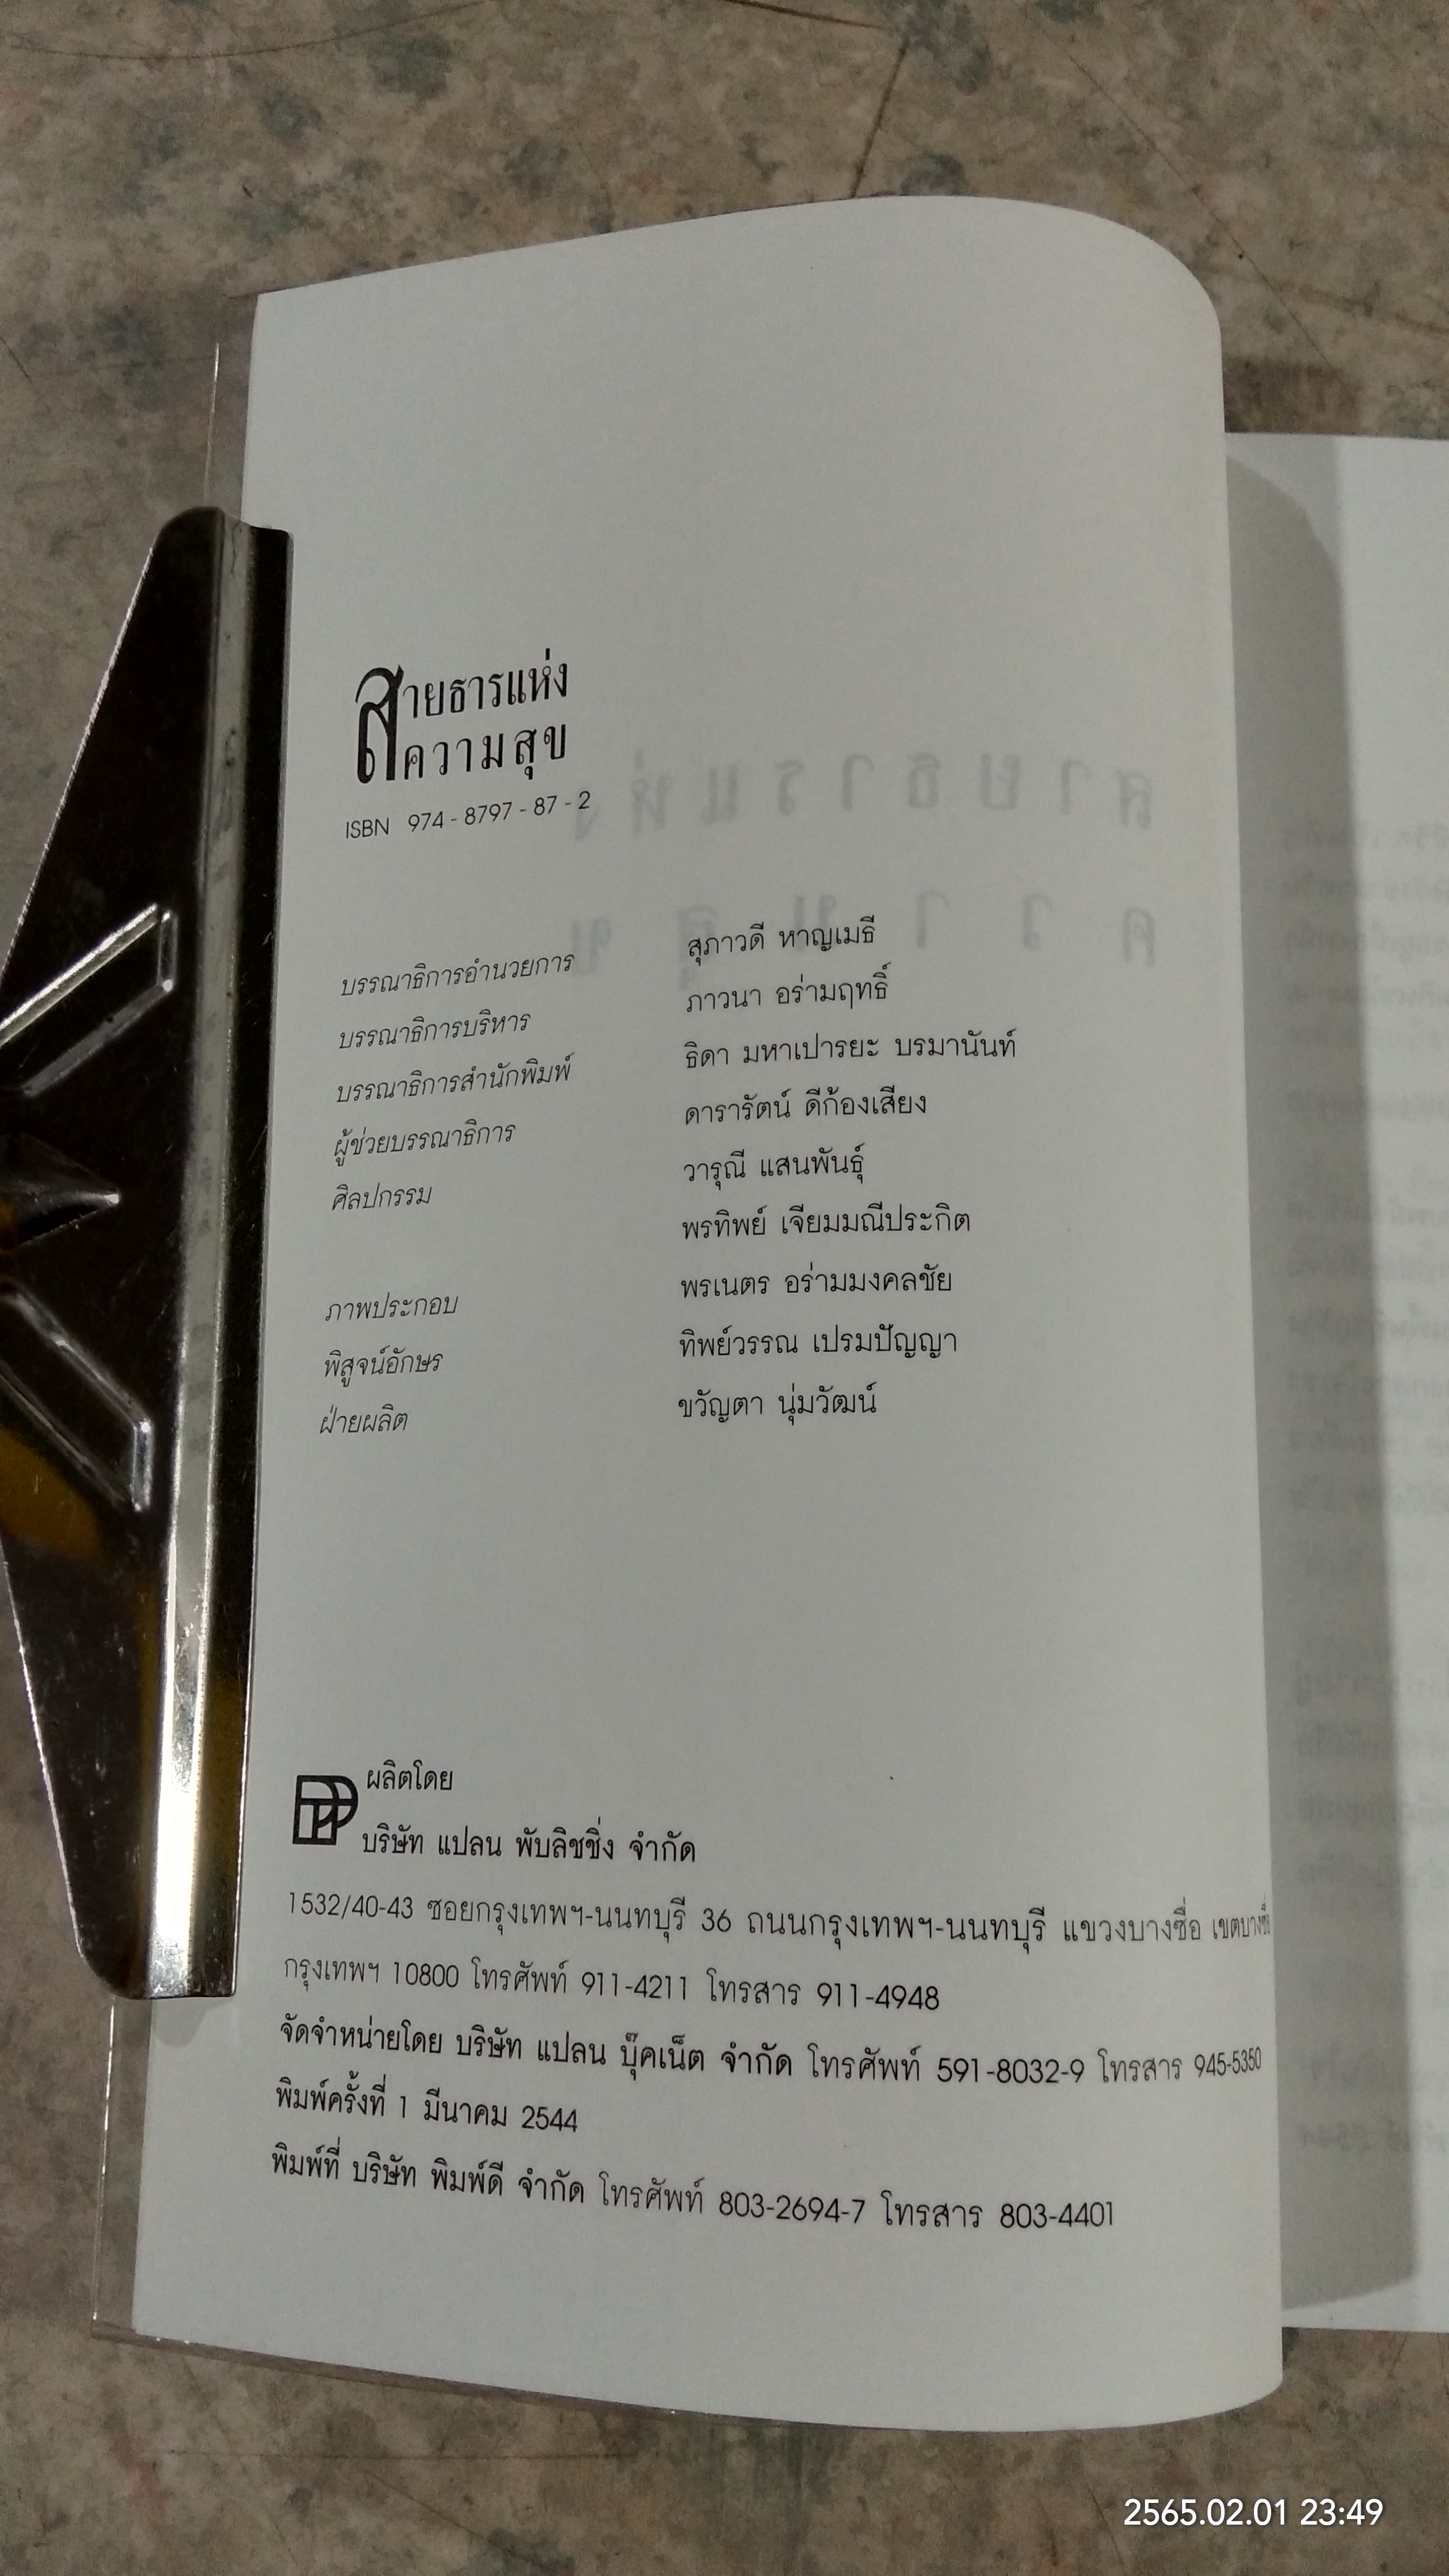 สายธารแห่ง
ความสุข
ISBN 974-8797-87-2
บรรณาธิการอำนวยการ สุภาวดี หาญเมธี
บรรณาธิการบริหาร ภาวนา อร่ามฤทธิ์
บรรณาธิการสำนักพิมพ์ ธิดา มหาเปารยะ บรมานันท์
ผู้ช่วยบรรณาธิการ ดารารัตน์ ดีก้องเสียง
ศิลปกรรม วารุณี แสนพันธุ์
พรทิพย์ เจียมมณีประกิต
ภาพประกอบ พรเนตร อร่ามมงคลชัย
พิสูจน์อักษร ทิพย์วรรณ เปรมปัญญา
ฝ่ายผลิต ขวัญตา นุ่มวัฒน์
ผลิตโดย
บริษัท แปลน พับลิชชิ่ง จำกัด
1532/40-43 ซอยกรุงเทพฯ-นนทบุรี 36 ถนนกรุงเทพฯ-นนทบุรี แขวงบางซื่อ เขตบางซื่อ
กรุงเทพฯ 10800 โทรศัพท์ 911-4211 โทรสาร 911-4948
จัดจำหน่ายโดย บริษัท แปลน บุ๊คเน็ต จำกัด โทรศัพท์ 591-8032-9 โทรสาร 945-5350
พิมพ์ครั้งที่ 1 มีนาคม 2544
พิมพ์ที่ บริษัท พิมพ์ดี จำกัด โทรศัพท์ 803-2694-7 โทรสาร 803-4401
2565.02.01 23:49